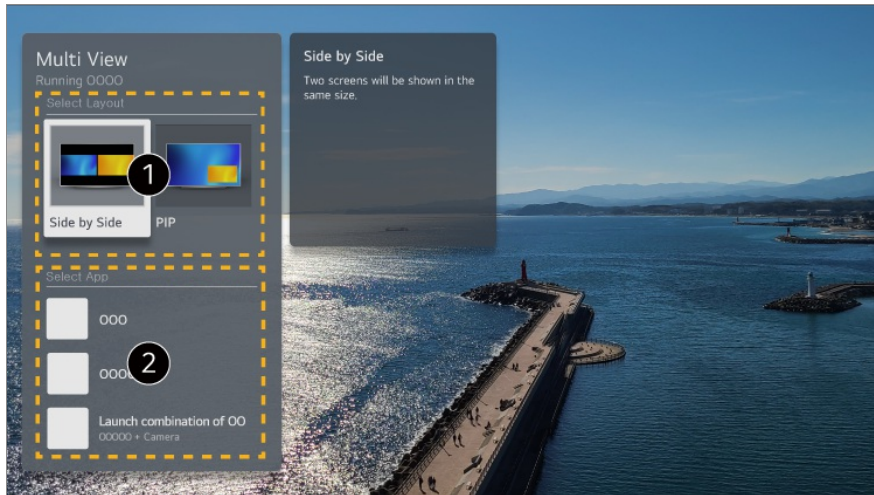 Multi View
Running OOOO
Select Layout
1
Side by Side
PIP
Select App
OOO
2
Launch combination of OO
OOOOO + Camera
Side by Side
Two screens will be shown in the
same size.